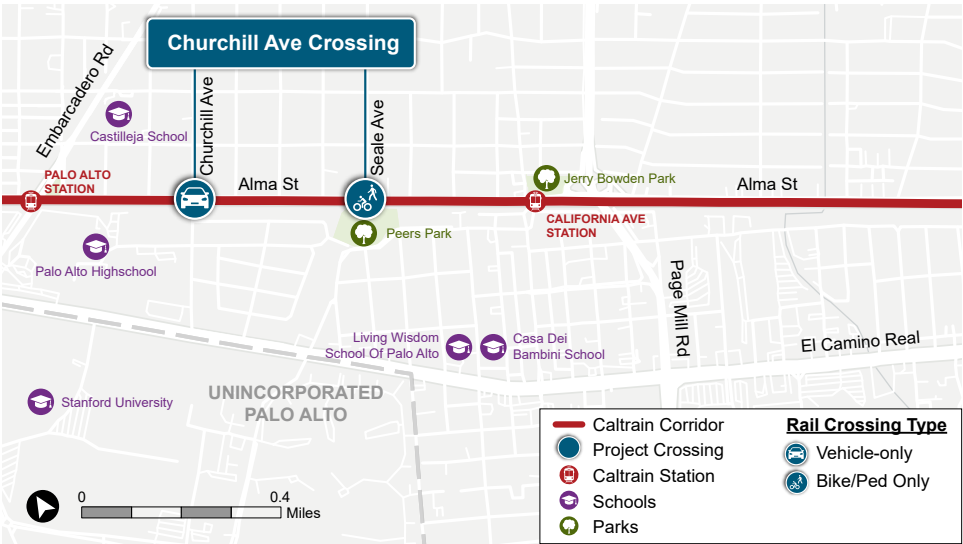 Churchill Ave Crossing
Embarcadero Rd
Churchill Ave
Seale Ave
Castilleja School
PALO ALTO
STATION
Alma St
Jerry Bowden Park
Alma St
CALIFORNIA AVE
STATION
Peers Park
Palo Alto Highschool
Page Mill Rd
Living Wisdom
School Of Palo Alto
Casa Dei
Bambini School
El Camino Real
Stanford University
UNINCORPORATED
PALO ALTO
Caltrain Corridor
Project Crossing
Caltrain Station
Schools
Parks
Rail Crossing Type
Vehicle-only
Bike/Ped Only
0 0.4
Miles